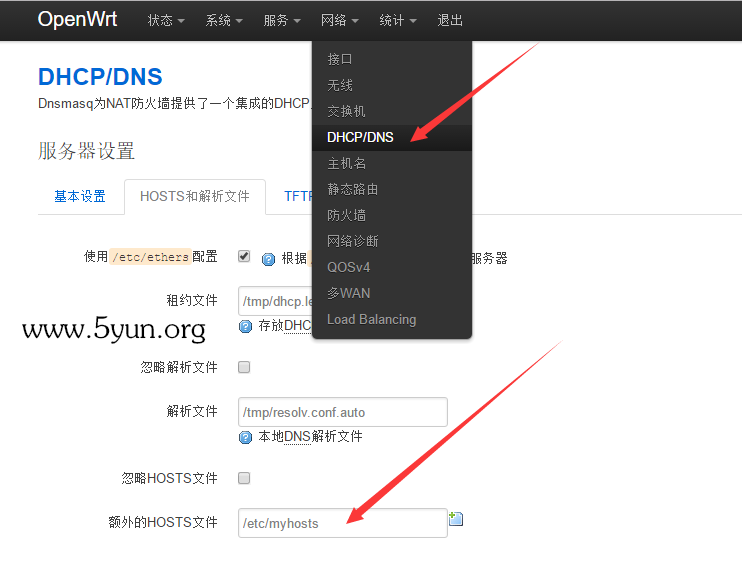 OpenWrt 状态 系统 服务 网络 统计 退出
接口
无线
交换机
DHCP/DNS
主机名
静态路由
防火墙
网络诊断
QOSv4
多WAN
Load Balancing
DHCP/DNS
Dnsmasq为NAT防火墙提供了一个集成的DHCP
服务器设置
基本设置 HOSTS和解析文件 TFTP
使用 /etc/ethers 配置 根据 服务器
租约文件 /tmp/dhcp.le
存放DHC
www.5yun.org
忽略解析文件
解析文件 /tmp/resolv.conf.auto
本地DNS解析文件
忽略HOSTS文件
额外的HOSTS文件 /etc/myhosts